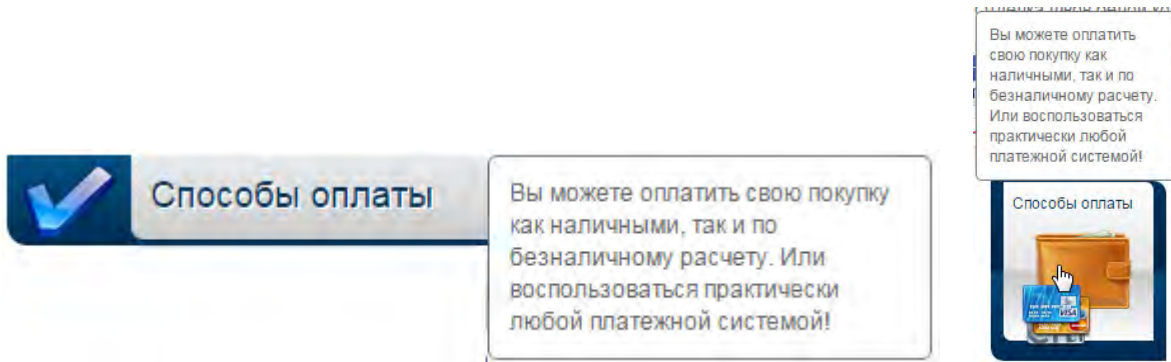 Способы оплаты
Вы можете оплатить свою покупку
как наличными, так и по
безналичному расчету. Или
воспользоваться практически
любой платежной системой!
Вы можете оплатить
свою покупку как
наличными, так и по
безналичному расчету.
Или воспользоваться
практически любой
платежной системой!
Способы оплаты
VISA